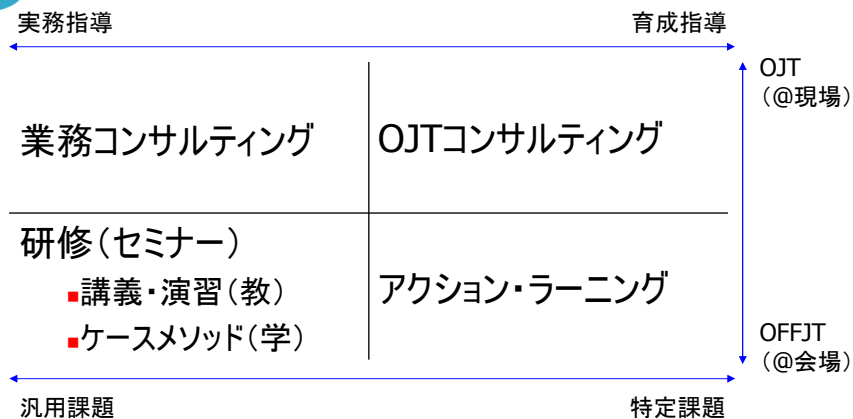 実務指導 育成指導
OJT
（@現場）
業務コンサルティング OJTコンサルティング
研修（セミナー）
■講義・演習（教）
■ケースメソッド（学）
アクション・ラーニング
OFFJT
（@会場）
汎用課題 特定課題